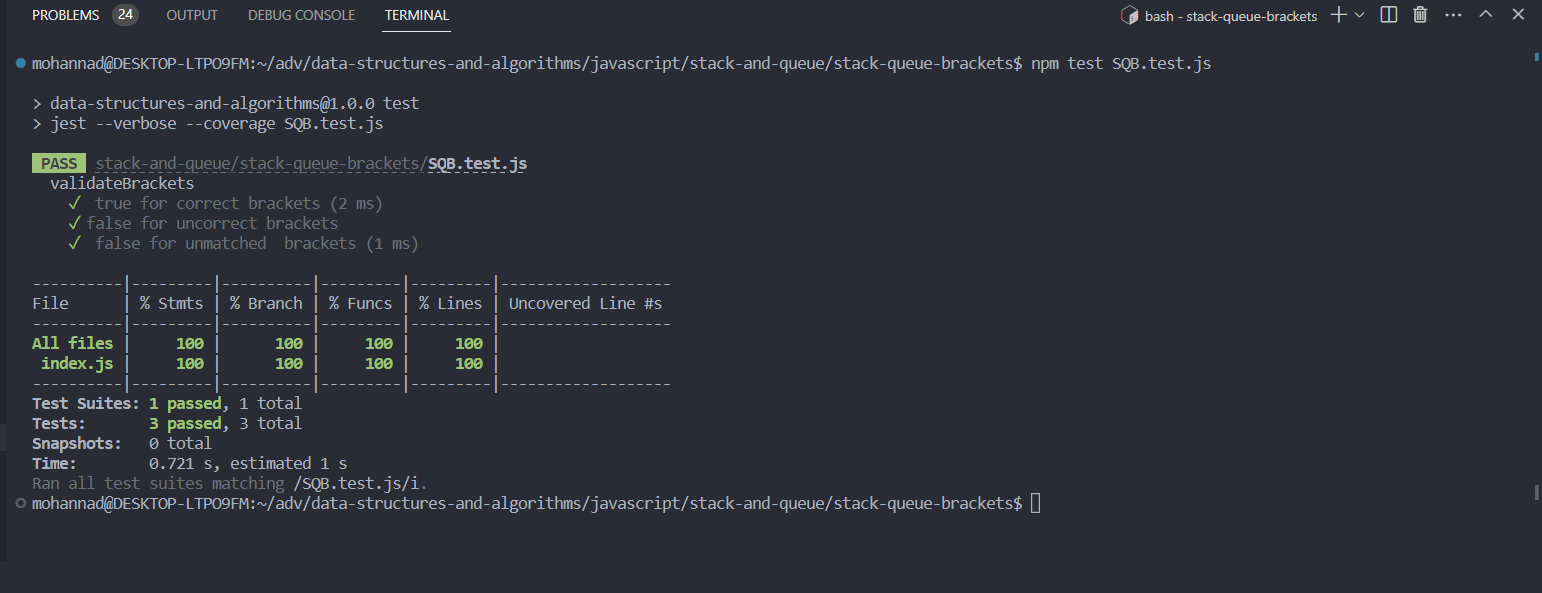 PROBLEMS 24 OUTPUT DEBUG CONSOLE TERMINAL bash - stack-queue-brackets
mohannad@DESKTOP-LTPO9FM:~/adv/data-structures-and-algorithms/javascript/stack-and-queue/stack-queue-brackets$ npm test SQB.test.js
> data-structures-and-algorithms@1.0.0 test
> jest --verbose --coverage SQB.test.js
PASS stack-and-queue/stack-queue-brackets/SQB.test.js
validateBrackets
✓ true for correct brackets (2 ms)
✓ false for uncorrect brackets
✓ false for unmatched  brackets (1 ms)
----------|---------|----------|---------|---------|-------------------
File      | % Stmts | % Branch | % Funcs | % Lines | Uncovered Line #s
----------|---------|----------|---------|---------|-------------------
All files |     100 |      100 |     100 |     100 |
 index.js |     100 |      100 |     100 |     100 |
----------|---------|----------|---------|---------|-------------------
Test Suites: 1 passed, 1 total
Tests:       3 passed, 3 total
Snapshots:   0 total
Time:        0.721 s, estimated 1 s
Ran all test suites matching /SQB.test.js/i.
mohannad@DESKTOP-LTPO9FM:~/adv/data-structures-and-algorithms/javascript/stack-and-queue/stack-queue-brackets$